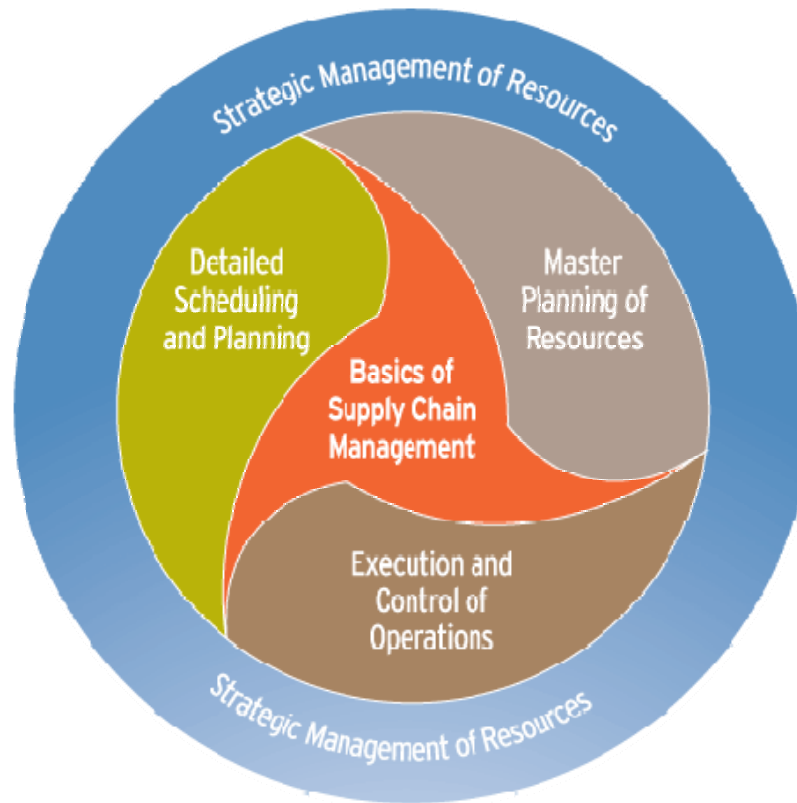 Strategic Management of Resources
Detailed
Scheduling
and Planning
Master
Planning of
Resources
Basics of
Supply Chain
Management
Execution and
Control of
Operations
Strategic Management of Resources